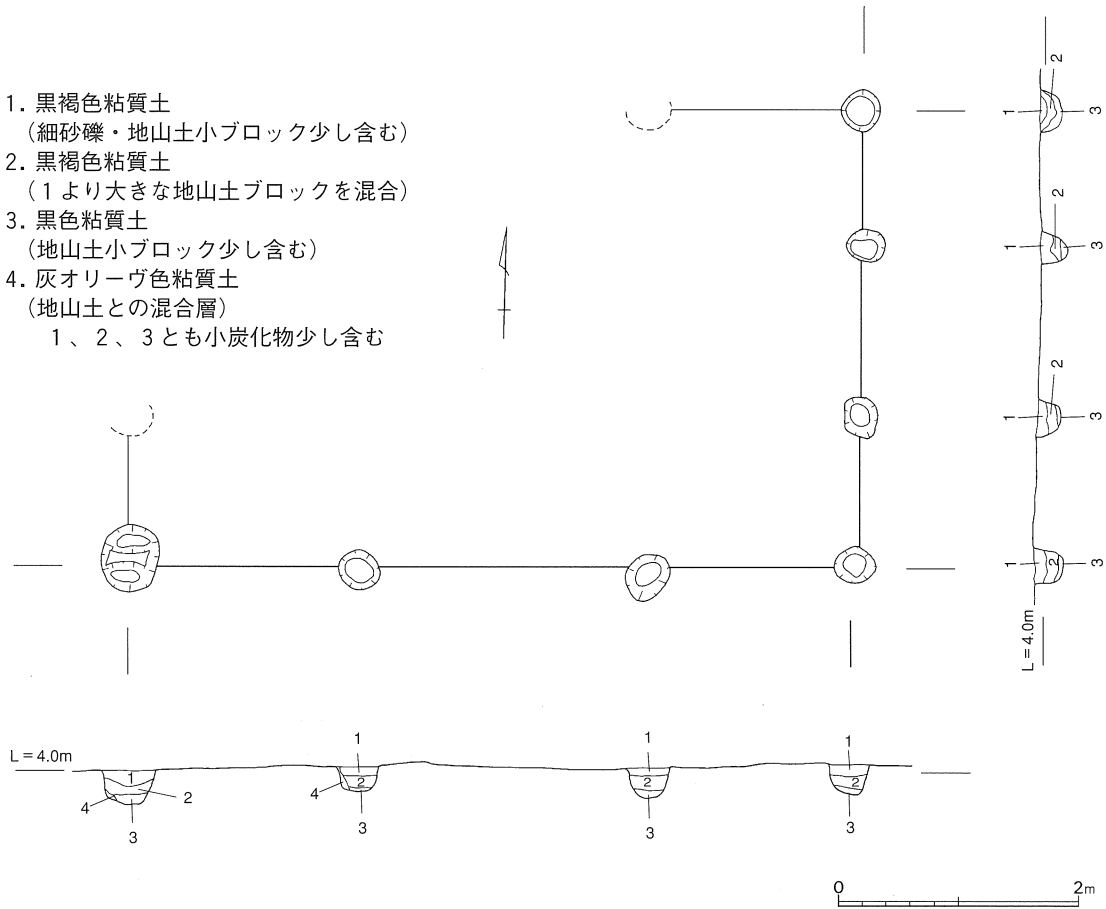 1. 黒褐色粘質土
（細砂礫・地山土小ブロック少し含む）
2. 黒褐色粘質土
（１より大きな地山土ブロックを混合）
3. 黒色粘質土
（地山土小ブロック少し含む）
4. 灰オリーヴ色粘質土
（地山土との混合層）
１、２、３とも小炭化物少し含む
2
1
3
2
1
3
2
1
3
1
2
3
L＝4.0m
L＝4.0m
1
2
4
3
1
2
4
3
1
2
3
1
2
3
0
2m